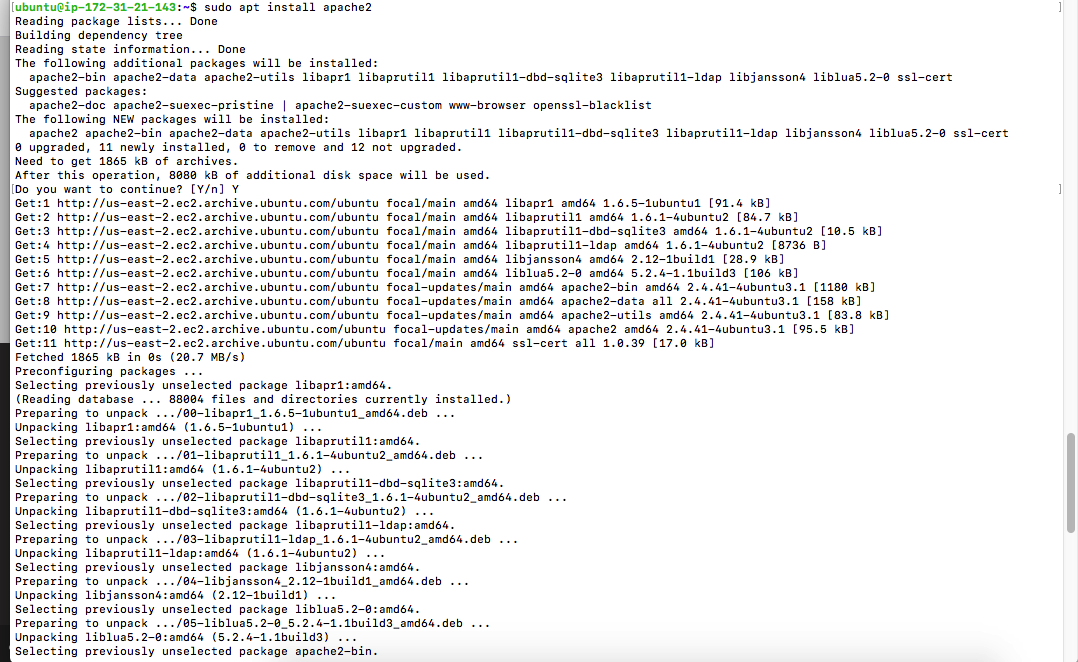 ubuntu@ip-172-31-21-143:~$ sudo apt install apache2
Reading package lists... Done
Building dependency tree
Reading state information... Done
The following additional packages will be installed:
  apache2-bin apache2-data apache2-utils libapr1 libaprutil1 libaprutil1-dbd-sqlite3 libaprutil1-ldap libjansson4 liblua5.2-0 ssl-cert
Suggested packages:
  apache2-doc apache2-suexec-pristine | apache2-suexec-custom www-browser openssl-blacklist
The following NEW packages will be installed:
  apache2 apache2-bin apache2-data apache2-utils libapr1 libaprutil1 libaprutil1-dbd-sqlite3 libaprutil1-ldap libjansson4 liblua5.2-0 ssl-cert
0 upgraded, 11 newly installed, 0 to remove and 12 not upgraded.
Need to get 1865 kB of archives.
After this operation, 8080 kB of additional disk space will be used.
Do you want to continue? [Y/n] Y
Get:1 http://us-east-2.ec2.archive.ubuntu.com/ubuntu focal/main amd64 libapr1 amd64 1.6.5-1ubuntu1 [91.4 kB]
Get:2 http://us-east-2.ec2.archive.ubuntu.com/ubuntu focal/main amd64 libaprutil1 amd64 1.6.1-4ubuntu2 [84.7 kB]
Get:3 http://us-east-2.ec2.archive.ubuntu.com/ubuntu focal/main amd64 libaprutil1-dbd-sqlite3 amd64 1.6.1-4ubuntu2 [10.5 kB]
Get:4 http://us-east-2.ec2.archive.ubuntu.com/ubuntu focal/main amd64 libaprutil1-ldap amd64 1.6.1-4ubuntu2 [8736 B]
Get:5 http://us-east-2.ec2.archive.ubuntu.com/ubuntu focal/main amd64 libjansson4 amd64 2.12-1build1 [28.9 kB]
Get:6 http://us-east-2.ec2.archive.ubuntu.com/ubuntu focal/main amd64 liblua5.2-0 amd64 5.2.4-1.1build3 [106 kB]
Get:7 http://us-east-2.ec2.archive.ubuntu.com/ubuntu focal-updates/main amd64 apache2-bin amd64 2.4.41-4ubuntu3.1 [1180 kB]
Get:8 http://us-east-2.ec2.archive.ubuntu.com/ubuntu focal-updates/main amd64 apache2-data all 2.4.41-4ubuntu3.1 [158 kB]
Get:9 http://us-east-2.ec2.archive.ubuntu.com/ubuntu focal-updates/main amd64 apache2-utils amd64 2.4.41-4ubuntu3.1 [83.8 kB]
Get:10 http://us-east-2.ec2.archive.ubuntu.com/ubuntu focal-updates/main amd64 apache2 amd64 2.4.41-4ubuntu3.1 [95.5 kB]
Get:11 http://us-east-2.ec2.archive.ubuntu.com/ubuntu focal/main amd64 ssl-cert all 1.0.39 [17.0 kB]
Fetched 1865 kB in 0s (20.7 MB/s)
Preconfiguring packages ...
Selecting previously unselected package libapr1:amd64.
(Reading database ... 88004 files and directories currently installed.)
Preparing to unpack .../00-libapr1_1.6.5-1ubuntu1_amd64.deb ...
Unpacking libapr1:amd64 (1.6.5-1ubuntu1) ...
Selecting previously unselected package libaprutil1:amd64.
Preparing to unpack .../01-libaprutil1_1.6.1-4ubuntu2_amd64.deb ...
Unpacking libaprutil1:amd64 (1.6.1-4ubuntu2) ...
Selecting previously unselected package libaprutil1-dbd-sqlite3:amd64.
Preparing to unpack .../02-libaprutil1-dbd-sqlite3_1.6.1-4ubuntu2_amd64.deb ...
Unpacking libaprutil1-dbd-sqlite3:amd64 (1.6.1-4ubuntu2) ...
Selecting previously unselected package libaprutil1-ldap:amd64.
Preparing to unpack .../03-libaprutil1-ldap_1.6.1-4ubuntu2_amd64.deb ...
Unpacking libaprutil1-ldap:amd64 (1.6.1-4ubuntu2) ...
Selecting previously unselected package libjansson4:amd64.
Preparing to unpack .../04-libjansson4_2.12-1build1_amd64.deb ...
Unpacking libjansson4:amd64 (2.12-1build1) ...
Selecting previously unselected package liblua5.2-0:amd64.
Preparing to unpack .../05-liblua5.2-0_5.2.4-1.1build3_amd64.deb ...
Unpacking liblua5.2-0:amd64 (5.2.4-1.1build3) ...
Selecting previously unselected package apache2-bin.